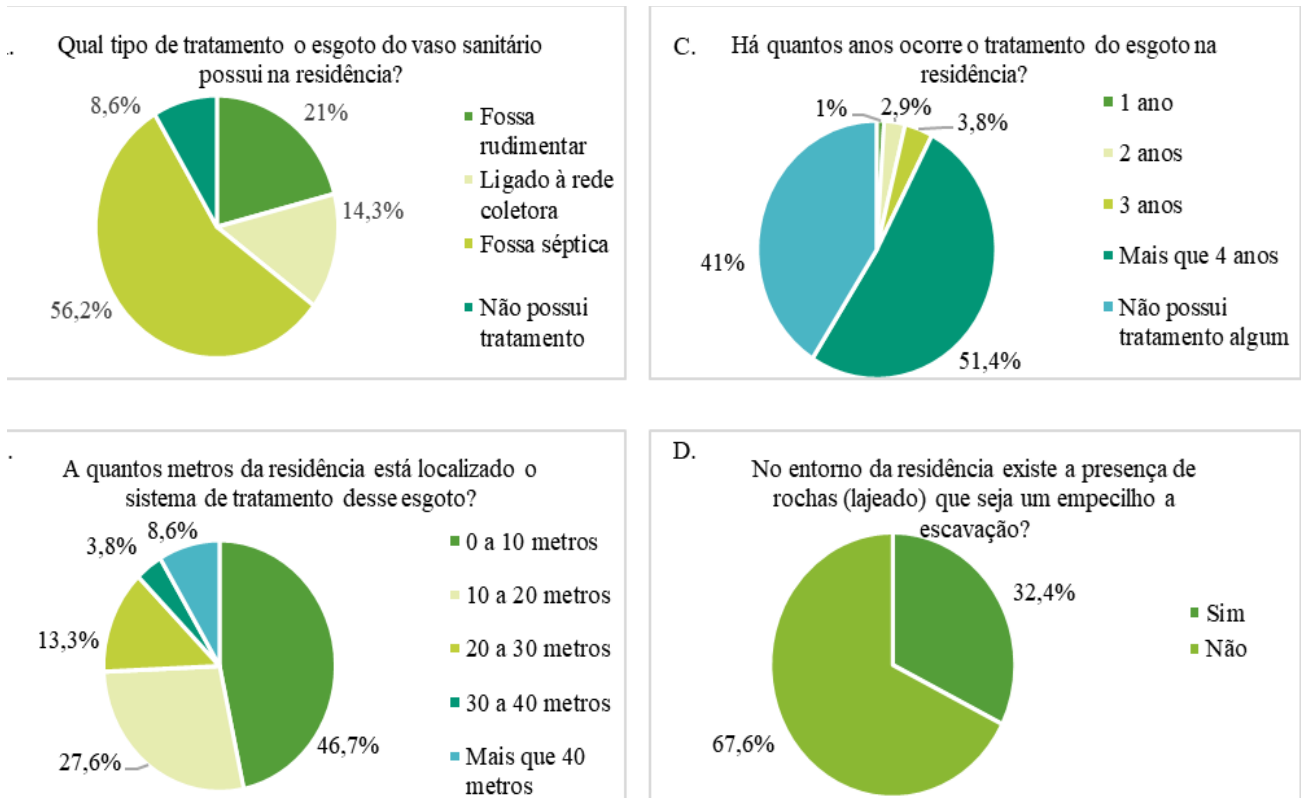 . Qual tipo de tratamento o esgoto do vaso sanitário
possui na residência?
8,6%
21%
14,3%
56,2%
Fossa
rudimentar
Ligado à rede
coletora
Fossa séptica
Não possui
tratamento
C. Há quantos anos ocorre o tratamento do esgoto na
residência?
1%
2,9%
3,8%
41%
51,4%
1 ano
2 anos
3 anos
Mais que 4 anos
Não possui
tratamento algum
. A quantos metros da residência está localizado o
sistema de tratamento desse esgoto?
8,6%
3,8%
13,3%
27,6%
46,7%
0 a 10 metros
10 a 20 metros
20 a 30 metros
30 a 40 metros
Mais que 40
metros
D. No entorno da residência existe a presença de
rochas (lajeado) que seja um empecilho a
escavação?
32,4%
67,6%
Sim
Não